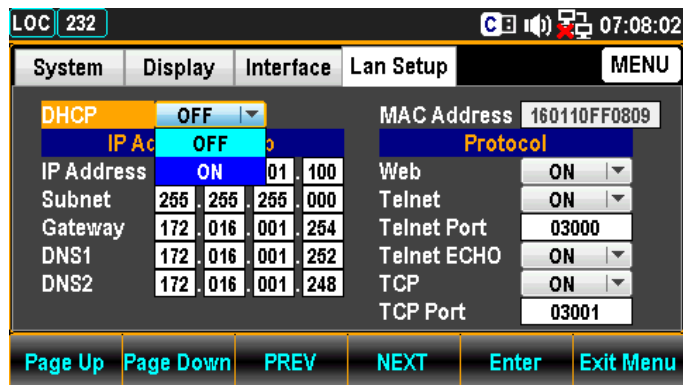 LOC 232 C 07:08:02
System Display Interface Lan Setup MENU
DHCP OFF MAC Address 160110FF0809
OFF Protocol
IP Address ON 01 . 100 Web ON
Subnet 255 . 255 . 255 . 000 Telnet ON
Gateway 172 . 016 . 001 . 254 Telnet Port 03000
DNS1 172 . 016 . 001 . 252 Telnet ECHO ON
DNS2 172 . 016 . 001 . 248 TCP ON
TCP Port 03001
Page Up Page Down PREV NEXT Enter Exit Menu